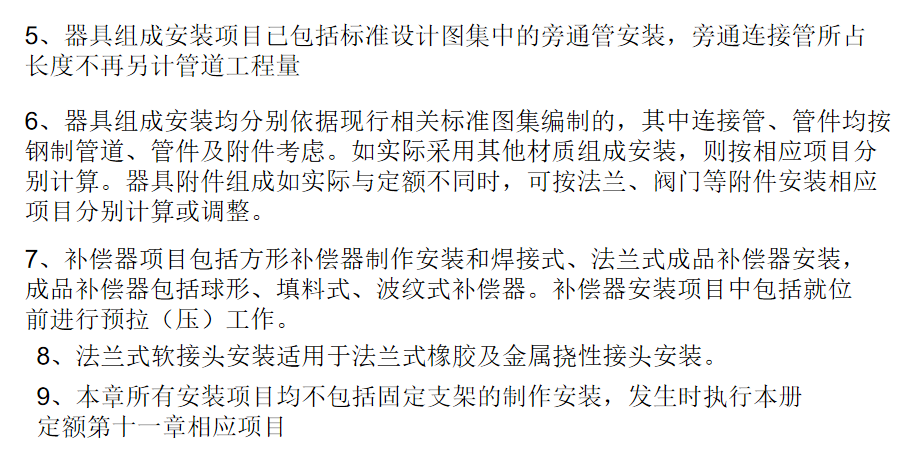 5、器具组成安装项目已包括标准设计图集中的旁通管安装，旁通连接管所占
长度不再另计管道工程量
6、器具组成安装均分别依据现行相关标准图集编制的，其中连接管、管件均按
钢制管道、管件及附件考虑。如实际采用其他材质组成安装，则按相应项目分
别计算。器具附件组成如实际与定额不同时，可按法兰、阀门等附件安装相应
项目分别计算或调整。
7、补偿器项目包括方形补偿器制作安装和焊接式、法兰式成品补偿器安装，
成品补偿器包括球形、填料式、波纹式补偿器。补偿器安装项目中包括就位
前进行预拉（压）工作。
8、法兰式软接头安装适用于法兰式橡胶及金属挠性接头安装。
9、本章所有安装项目均不包括固定支架的制作安装，发生时执行本册
定额第十一章相应项目